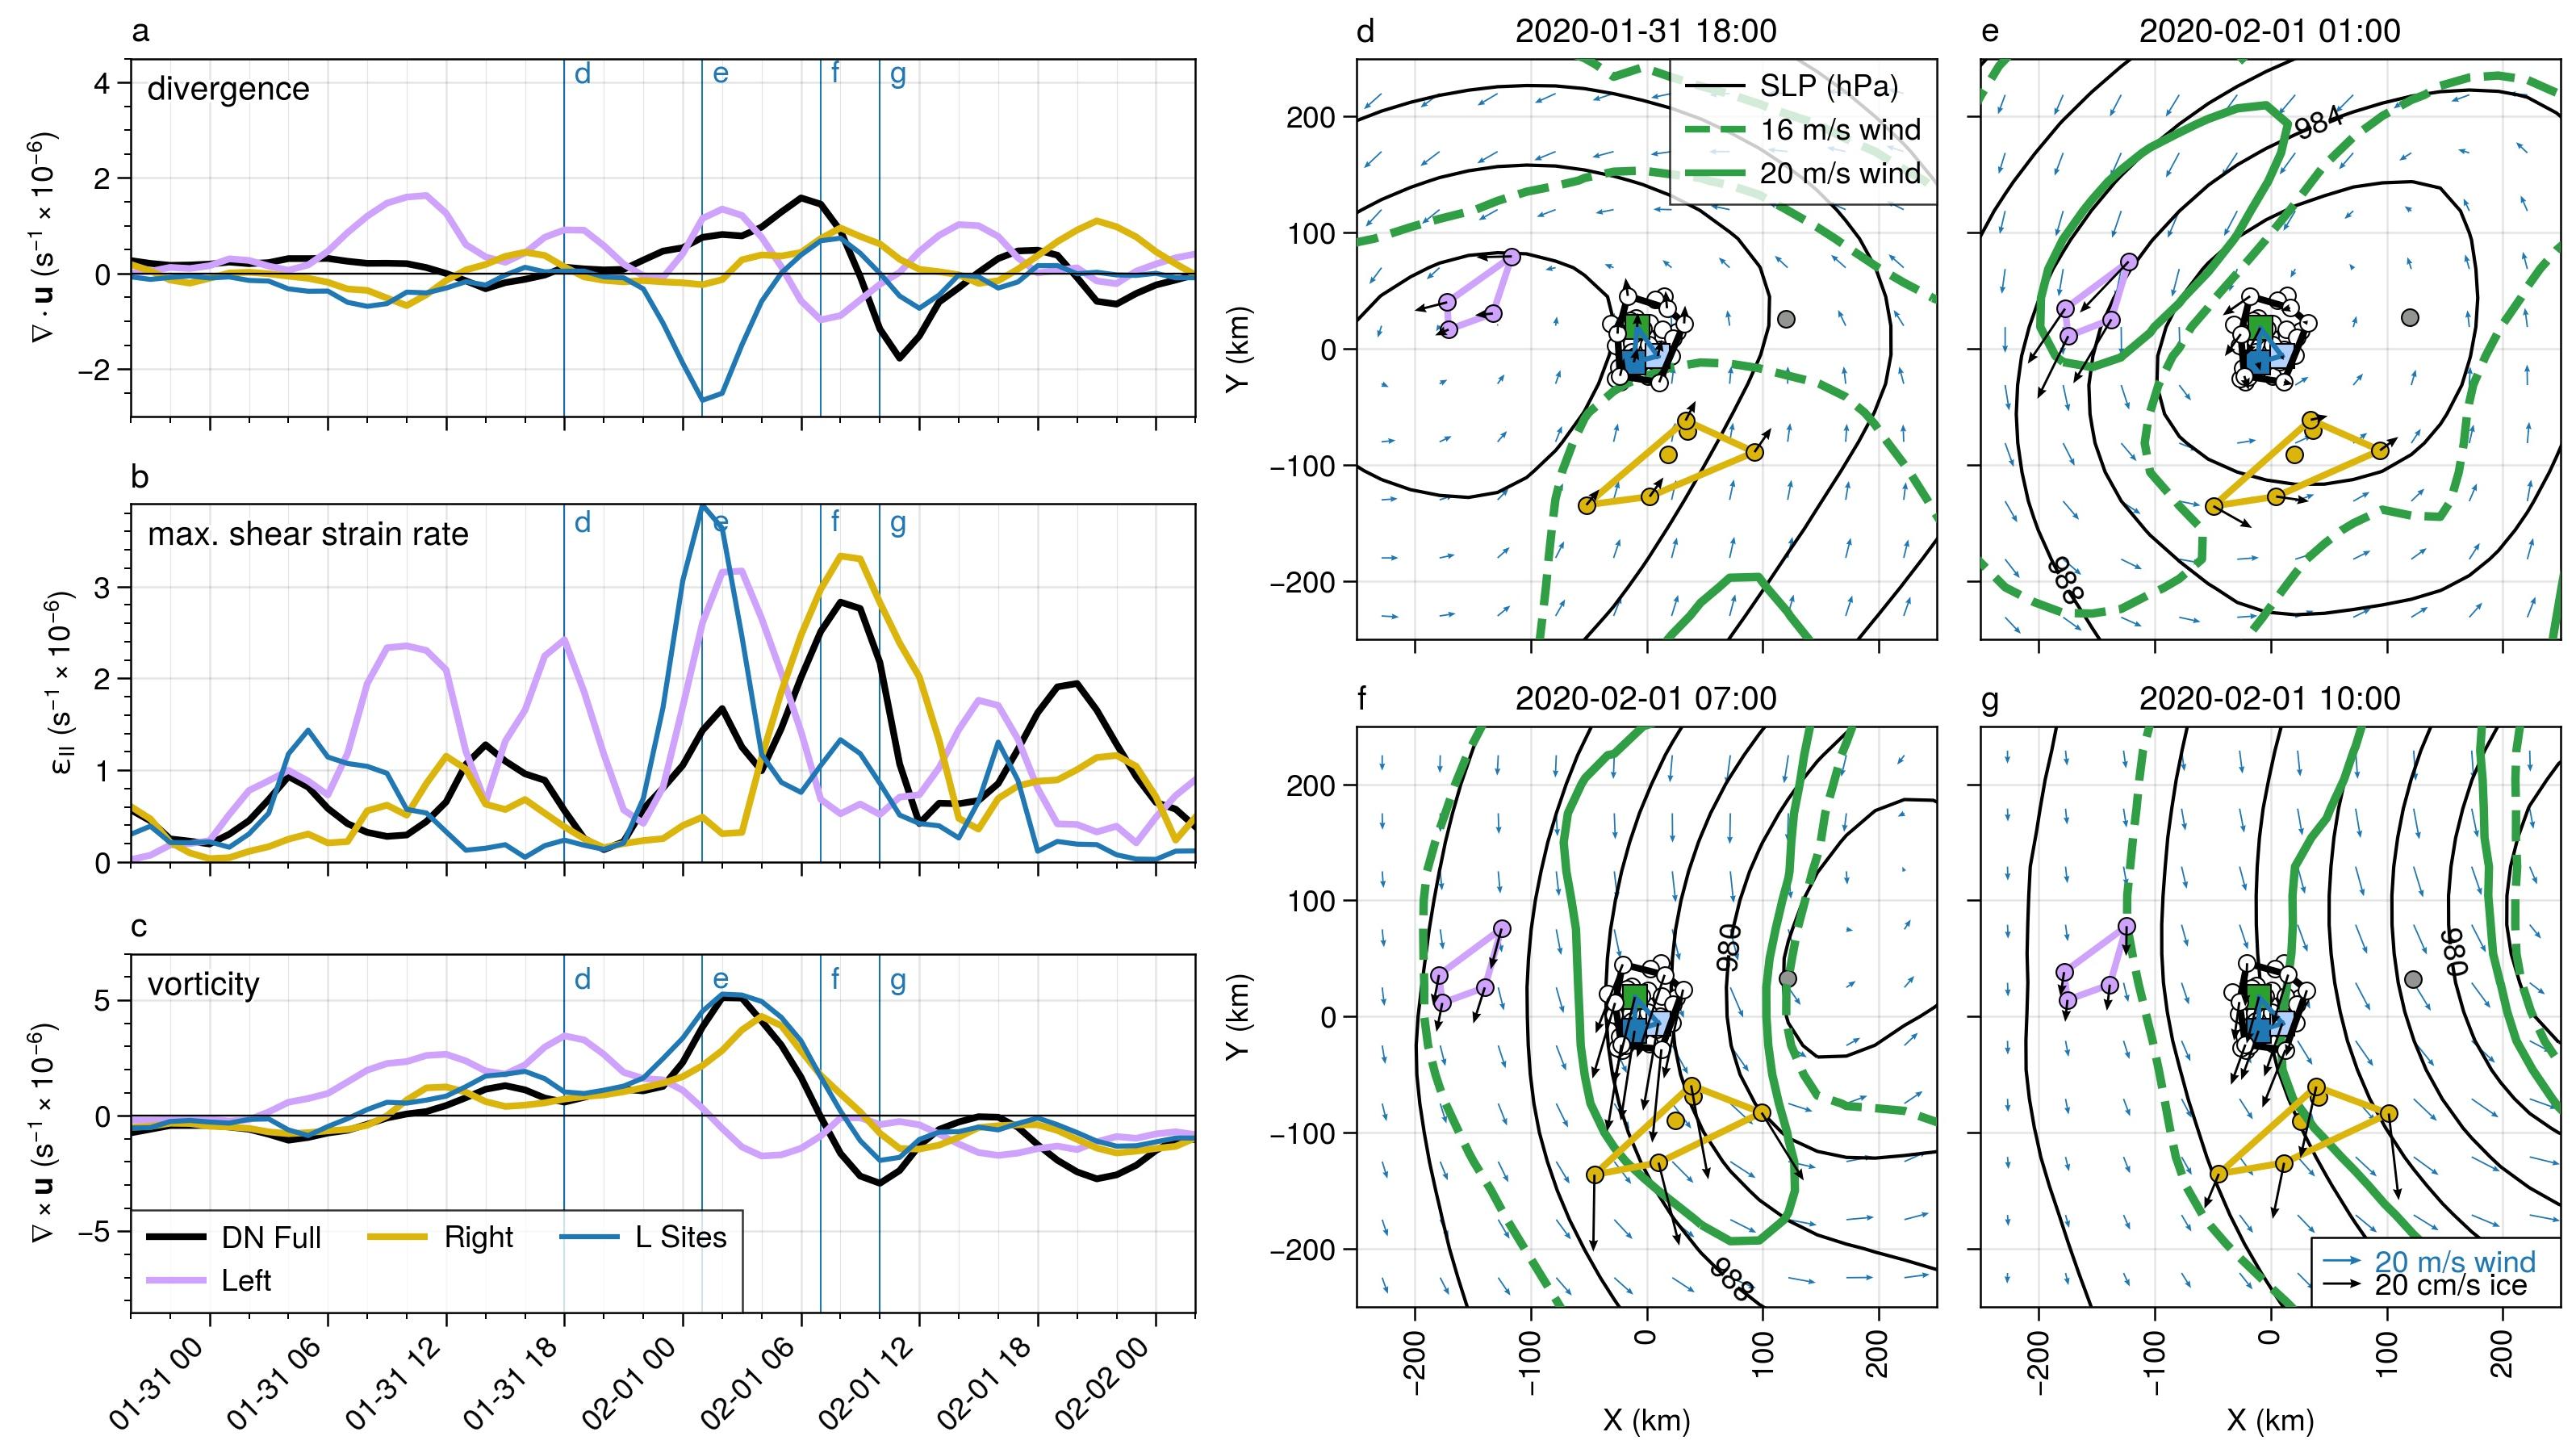 a
divergence
d
e
f
g
4
2
0
−2
∇ · u (s⁻¹ × 10⁻⁶)
b
max. shear strain rate
d
e
f
g
3
2
1
0
ε_II (s⁻¹ × 10⁻⁶)
c
vorticity
d
e
f
g
5
0
−5
∇ × u (s⁻¹ × 10⁻⁶)
DN Full
Right
L Sites
Left
01-31 00
01-31 06
01-31 12
01-31 18
02-01 00
02-01 06
02-01 12
02-01 18
02-02 00
d
2020-01-31 18:00
SLP (hPa)
16 m/s wind
20 m/s wind
200
100
0
−100
−200
Y (km)
e
2020-02-01 01:00
984
988
f
2020-02-01 07:00
980
988
200
100
0
−100
−200
Y (km)
−200
−100
0
100
200
X (km)
g
2020-02-01 10:00
980
20 m/s wind
20 cm/s ice
−200
−100
0
100
200
X (km)